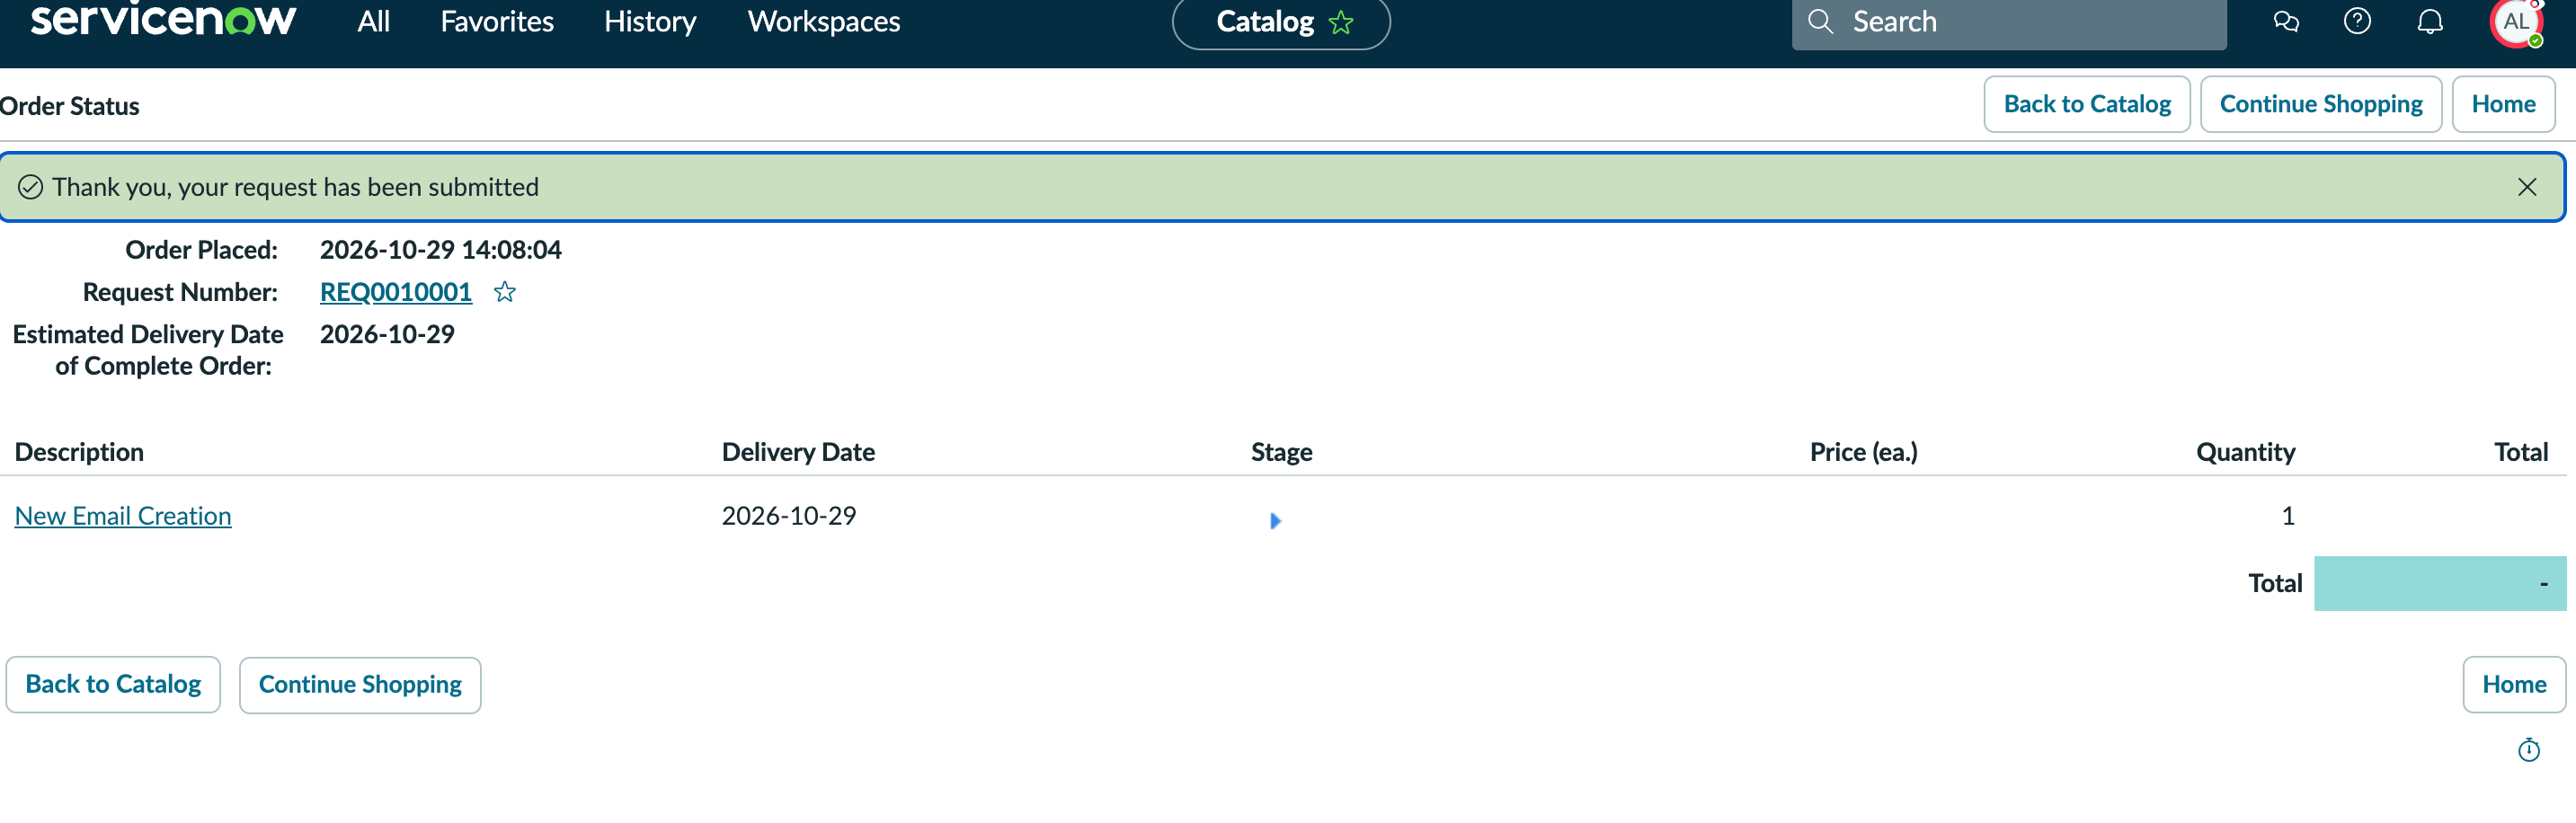 servicenow All Favorites History Workspaces Catalog Search AL
Order Status Back to Catalog Continue Shopping Home
Thank you, your request has been submitted
Order Placed: 2026-10-29 14:08:04
Request Number: REQ0010001
Estimated Delivery Date 2026-10-29
of Complete Order:
Description Delivery Date Stage Price (ea.) Quantity Total
New Email Creation 2026-10-29 1
Total -
Back to Catalog Continue Shopping Home